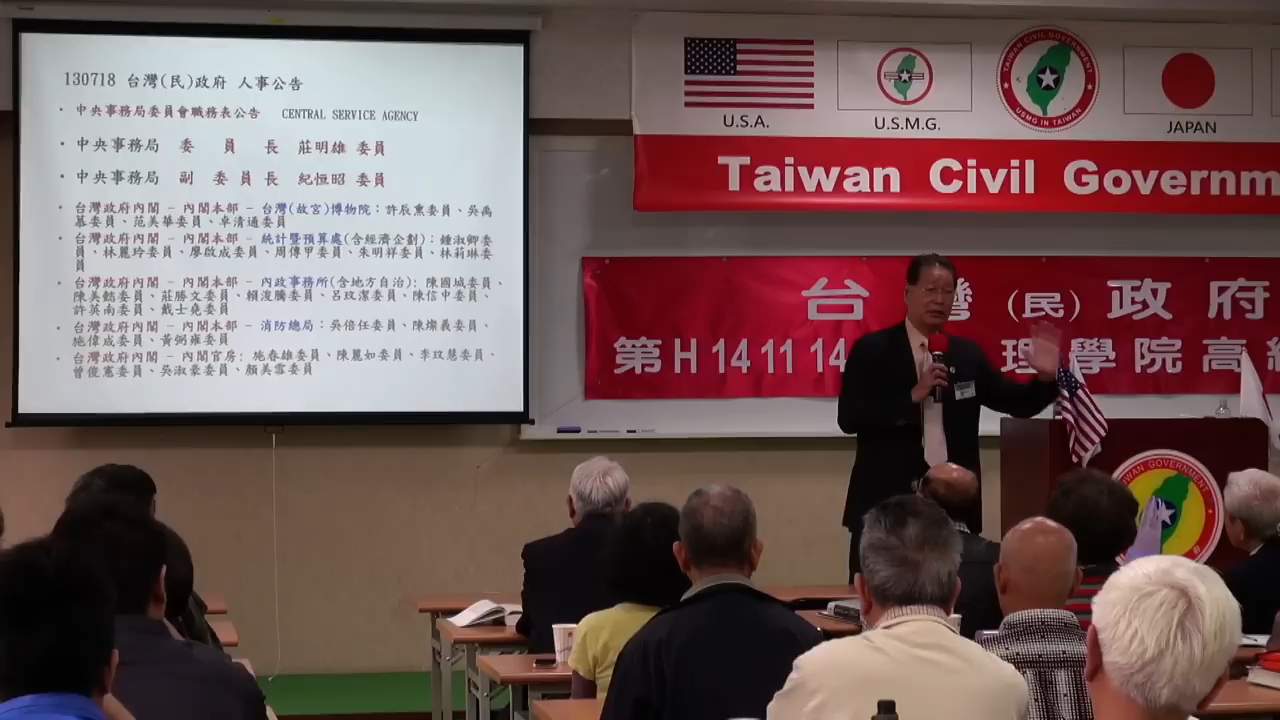 130718 台灣(民)政府 人事公告
• 中央事務局委員會職務表公告 CENTRAL SERVICE AGENCY
• 中央事務局 委 員 長 莊明雄 委員
• 中央事務局 副 委 員 長 紀恒昭 委員
• 台灣政府內閣 - 內閣本部 - 台灣(故宮)博物院：許辰熏委員、吳禹
慕委員、范美華委員、卓清通委員
• 台灣政府內閣 - 內閣本部 - 統計暨預算處(含經濟企劃)：鍾淑卿委
員、林麗玲委員、廖啟成委員、周傳甲委員、朱明祥委員、林莉琳委
員
• 台灣政府內閣 - 內閣本部 - 內政事務所(含地方自治)：陳國城委員、
陳美懿委員、莊勝文委員、賴浚騰委員、呂玟潔委員、陳信中委員、
許英南委員、戴士堯委員
• 台灣政府內閣 - 內閣本部 - 消防總局：吳倍任委員、陳燦義委員、
施偉成委員、黃弼雍委員
• 台灣政府內閣 - 內閣官房：施春雄委員、陳麗如委員、李玟慧委員、
曾俊憲委員、吳淑豪委員、顏美雪委員
U.S.A.
U.S.M.G.
TAIWAN CIVIL GOVERNMENT
USMG IN TAIWAN
JAPAN
Taiwan Civil Governm
台 灣 (民) 政 府
第H 14 11 14 理學院高
TAIWAN GOVERNMENT